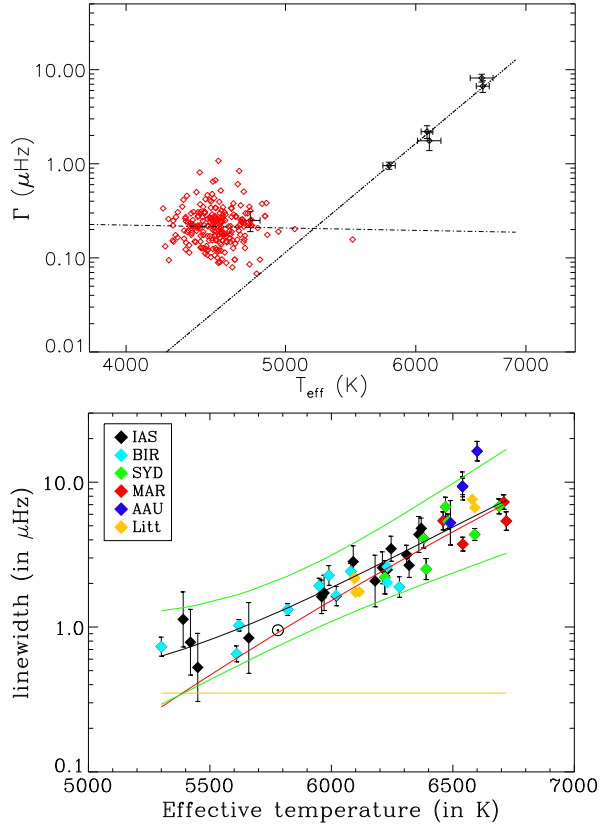 10.00
1.00
0.10
0.01
Γ (μHz)
4000 5000 6000 7000
T_eff (K)
IAS
BIR
SYD
MAR
AAU
Litt
10.0
1.0
0.1
linewidth (in μHz)
5000 5500 6000 6500 7000
Effective temperature (in K)